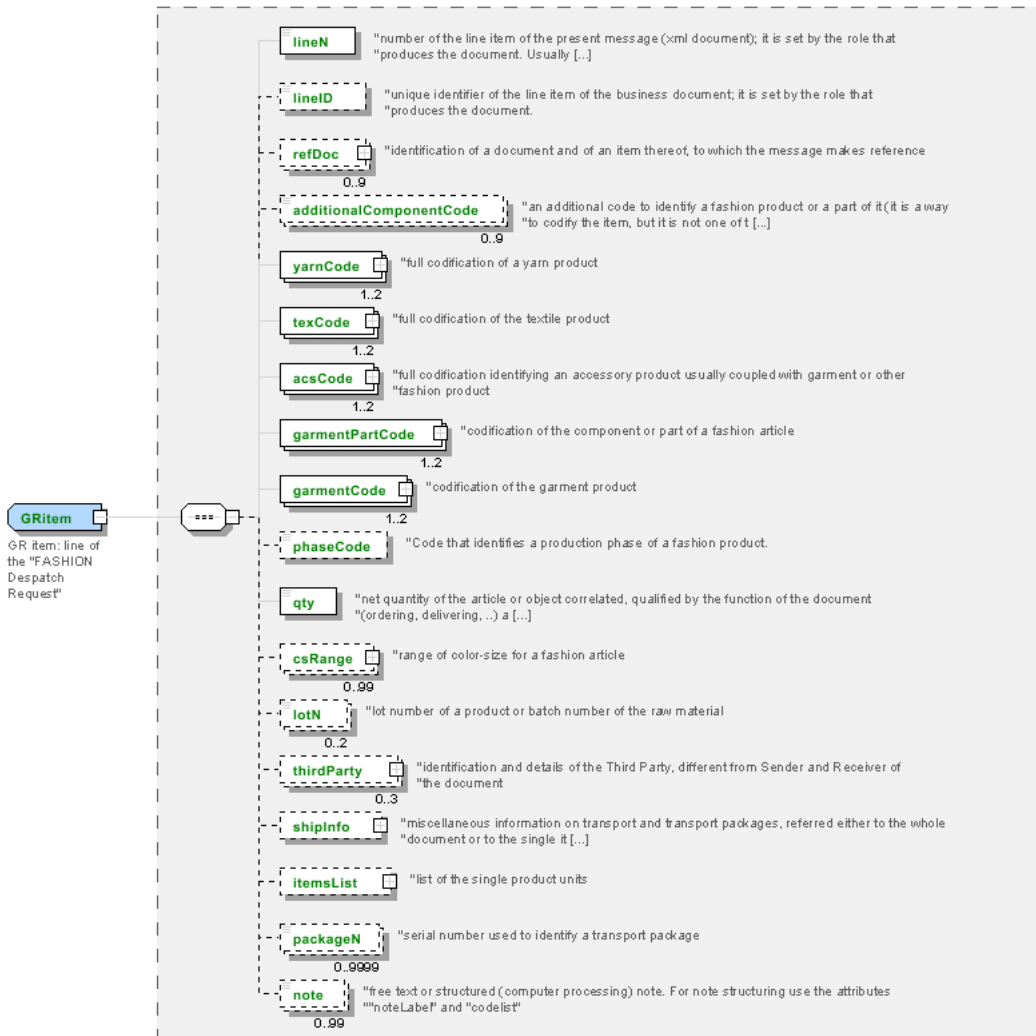 lineN
"number of the line item of the present message (xml document); it is set by the role that
"produces the document. Usually [...]
lineID
"unique identifier of the line item of the business document; it is set by the role that
"produces the document.
refDoc
"identification of a document and of an item thereof, to which the message makes reference
0..9
additionalComponentCode
"an additional code to identify a fashion product or a part of it (it is a way
"to codify the item, but it is not one of t [...]
0..9
yarnCode
"full codification of a yarn product
1..2
texCode
"full codification of the textile product
1..2
acsCode
"full codification identifying an accessory product usually coupled with garment or other
"fashion product
1..2
garmentPartCode
"codification of the component or part of a fashion article
1..2
garmentCode
"codification of the garment product
1..2
GRitem
GR item: line of
the "FASHION
Despatch
Request"
phaseCode
"Code that identifies a production phase of a fashion product.
qty
"net quantity of the article or object correlated, qualified by the function of the document
"(ordering, delivering, ..) a [...]
csRange
"range of color-size for a fashion article
0..99
lotN
"lot number of a product or batch number of the raw material
0..2
thirdParty
"identification and details of the Third Party, different from Sender and Receiver of
"the document
0..3
shipInfo
"miscellaneous information on transport and transport packages, referred either to the whole
"document or to the single it [...]
itemsList
"list of the single product units
packageN
"serial number used to identify a transport package
0..9999
note
"free text or structured (computer processing) note. For note structuring use the attributes
""noteLabel" and "codelist"
0..99